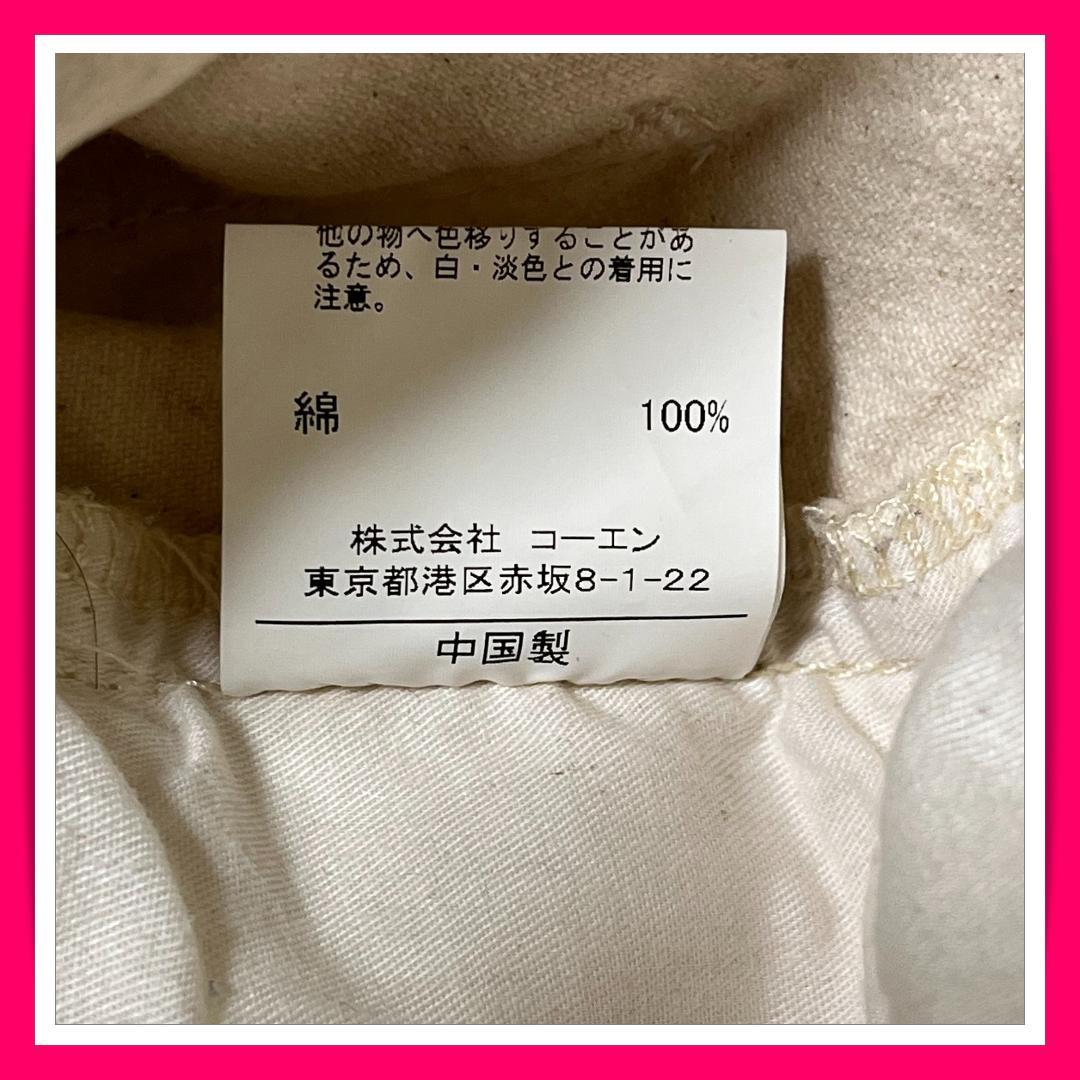 他の物へ色移りすることがあ
るため、白・淡色との着用に
注意。
綿 100%
株式会社 コーエン
東京都港区赤坂8-1-22
中国製